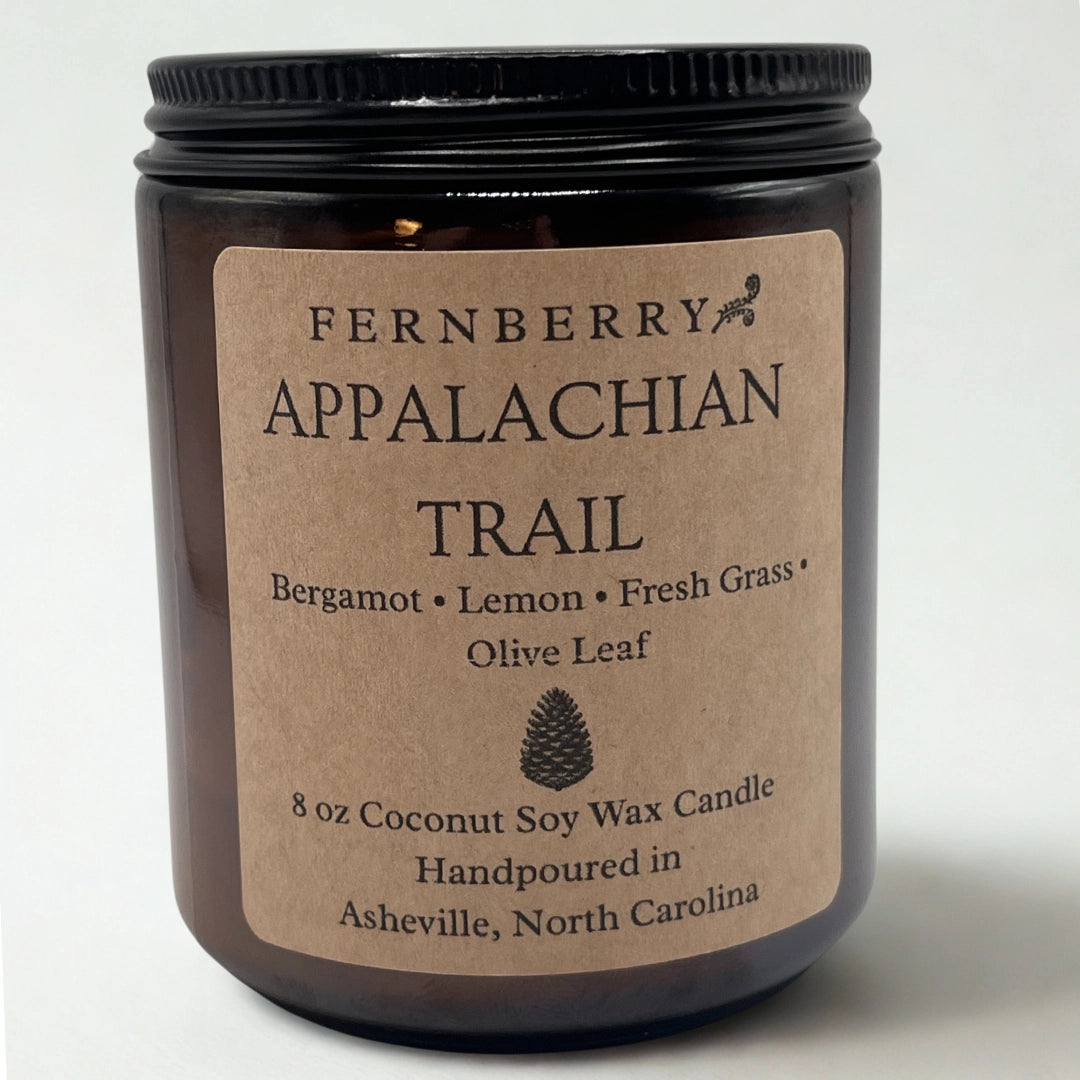 FERNBERRY
APPALACHIAN
TRAIL
Bergamot • Lemon • Fresh Grass •
Olive Leaf
8 oz Coconut Soy Wax Candle
Handpoured in
Asheville, North Carolina